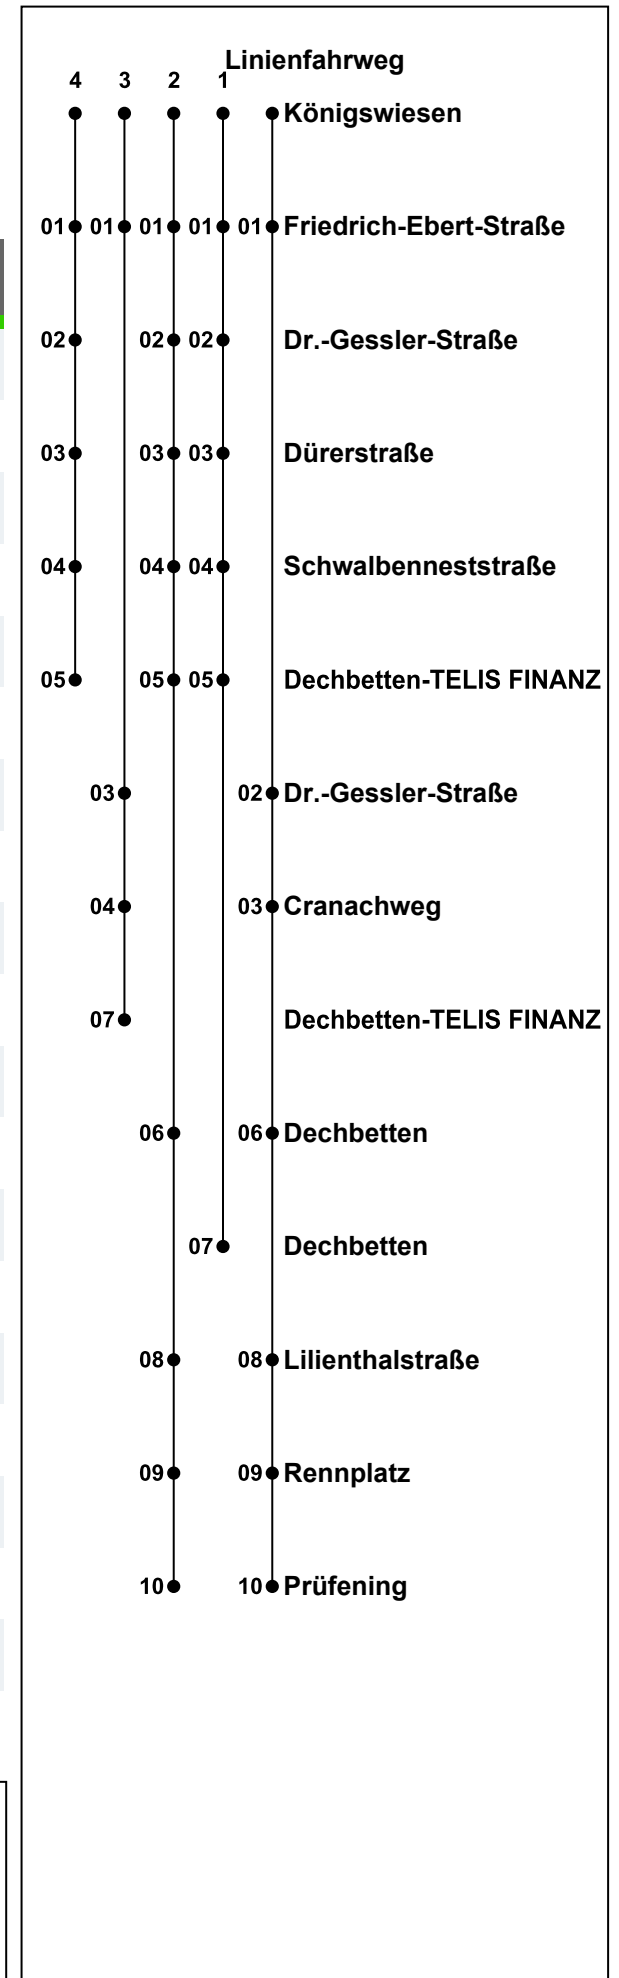 Linienfahrweg
4 3 2 1
Königswiesen
01 01 01 01 01 Friedrich-Ebert-Straße
02 02 02 Dr.-Gessler-Straße
03 03 03 Dürerstraße
04 04 04 Schwalbenneststraße
05 05 05 Dechbetten-TELIS FINANZ
03 02 Dr.-Gessler-Straße
04 03 Cranachweg
07 Dechbetten-TELIS FINANZ
06 06 Dechbetten
07 Dechbetten
08 08 Lilienthalstraße
09 09 Rennplatz
10 10 Prüfening